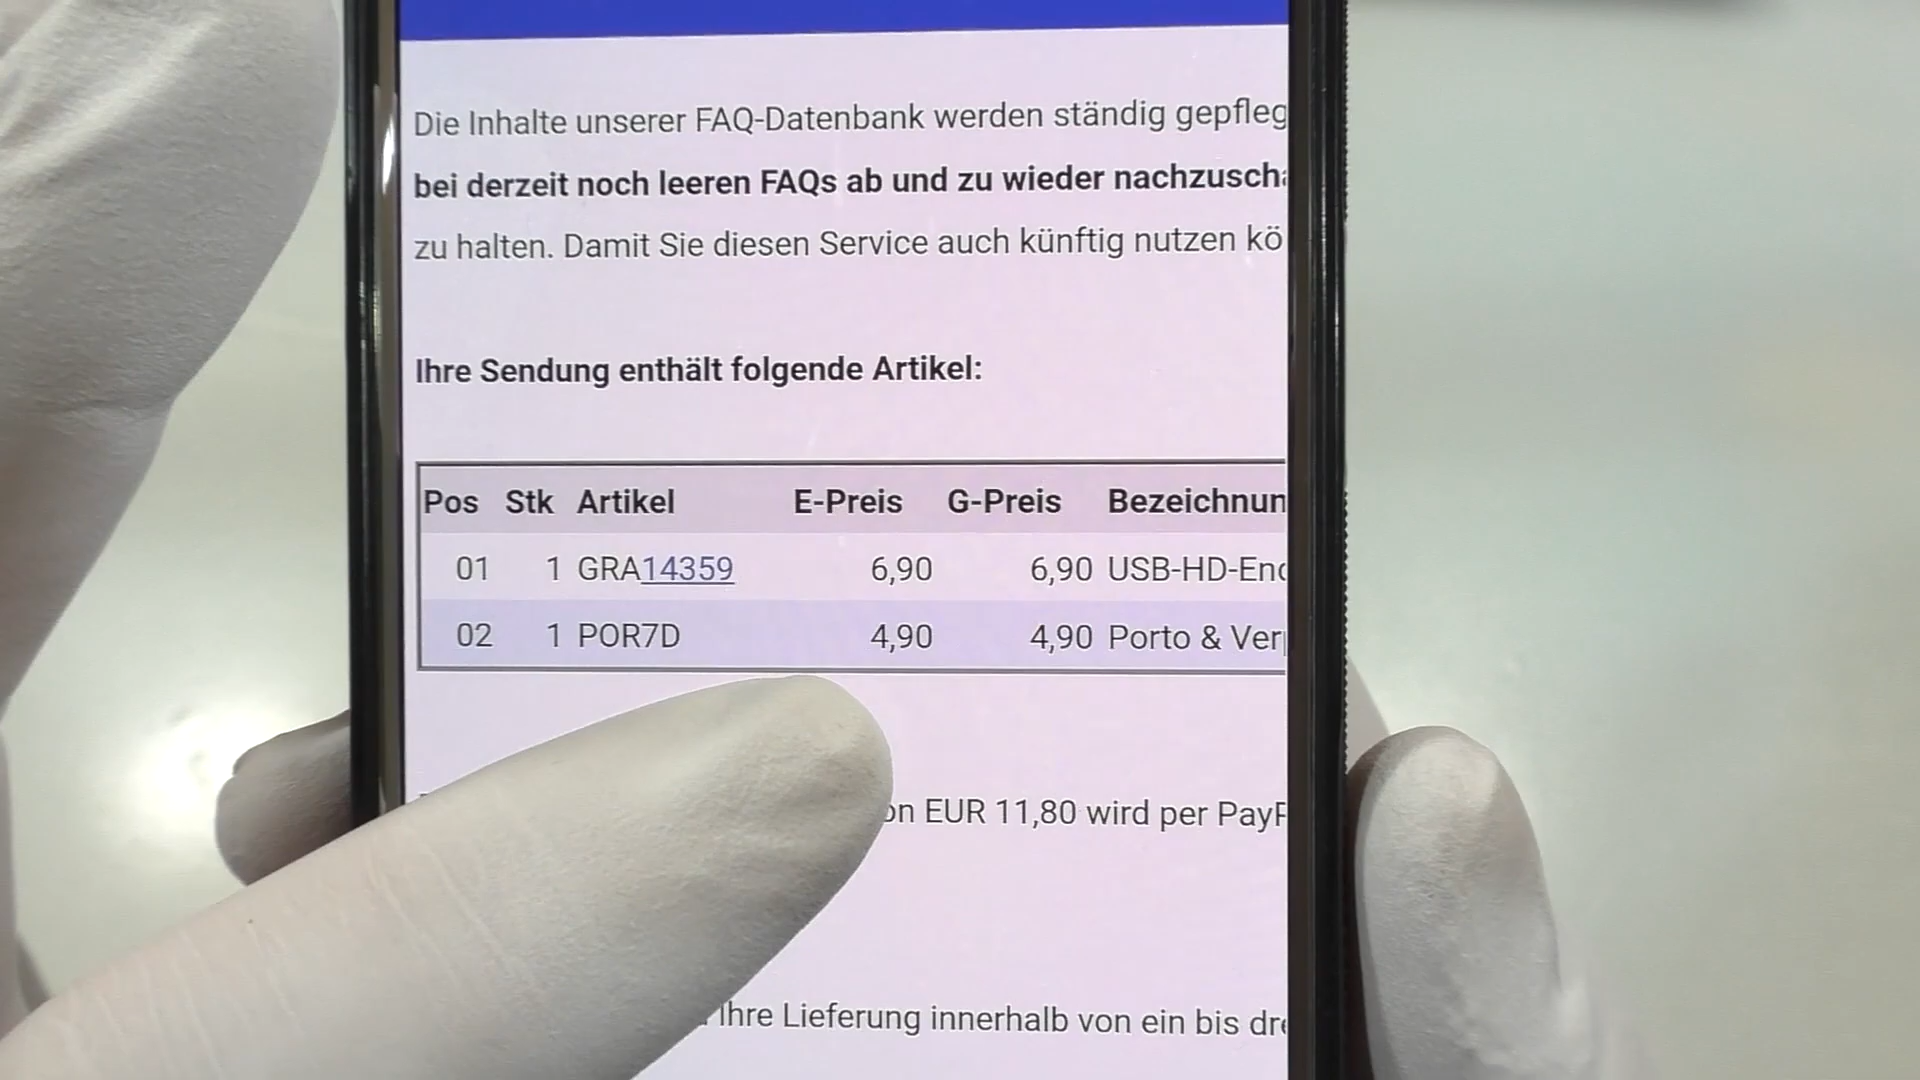 Die Inhalte unserer FAQ-Datenbank werden ständig gepfleg
bei derzeit noch leeren FAQs ab und zu wieder nachzusch
zu halten. Damit Sie diesen Service auch künftig nutzen kö
Ihre Sendung enthält folgende Artikel:
Pos Stk Artikel E-Preis G-Preis Bezeichnun
01 1 GRA14359 6,90 6,90 USB-HD-Enc
02 1 POR7D 4,90 4,90 Porto & Ver
on EUR 11,80 wird per PayP
Ihre Lieferung innerhalb von ein bis dre